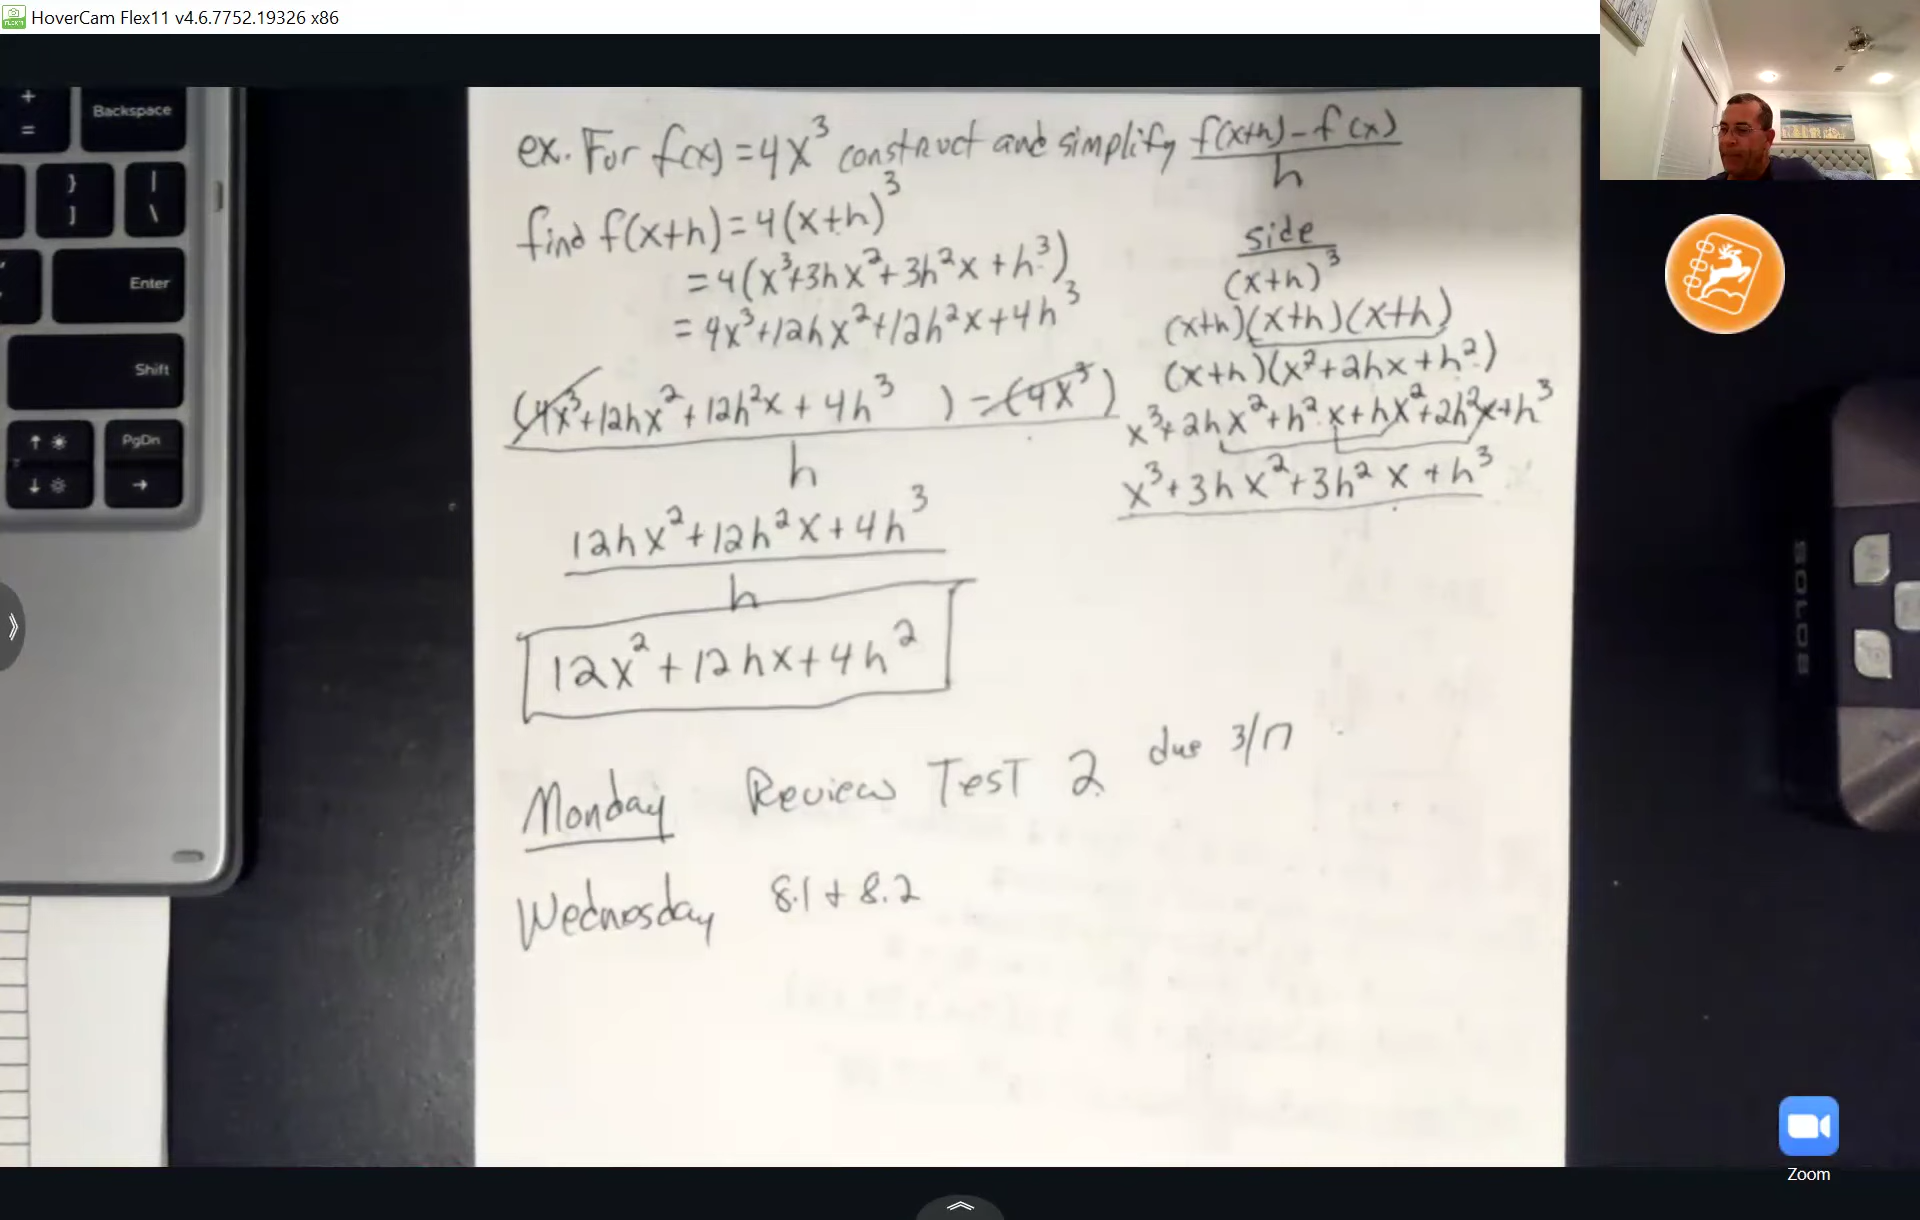 HoverCam Flex11 v4.6.7752.19326 x86
+
=
Backspace
}
]
|
\
Enter
Shift
PgDn
ex. For f(x) = 4x³ construct and simplify f(x+h) - f(x) / h
find f(x+h) = 4(x+h)³
= 4(x³+3hx²+3h²x+h³)
= 4x³+12hx²+12h²x+4h³
(4x³+12hx²+12h²x+4h³) - (4x³)
h
12hx²+12h²x+4h³
h
12x²+12hx+4h²
side
(x+h)³
(x+h)(x+h)(x+h)
(x+h)(x²+2hx+h²)
x³+2hx²+h²x+hx²+2h²x+h³
x³+3hx²+3h²x+h³
Monday Review Test 2 due 3/17
Wednesday 8.1 + 8.2
Zoom